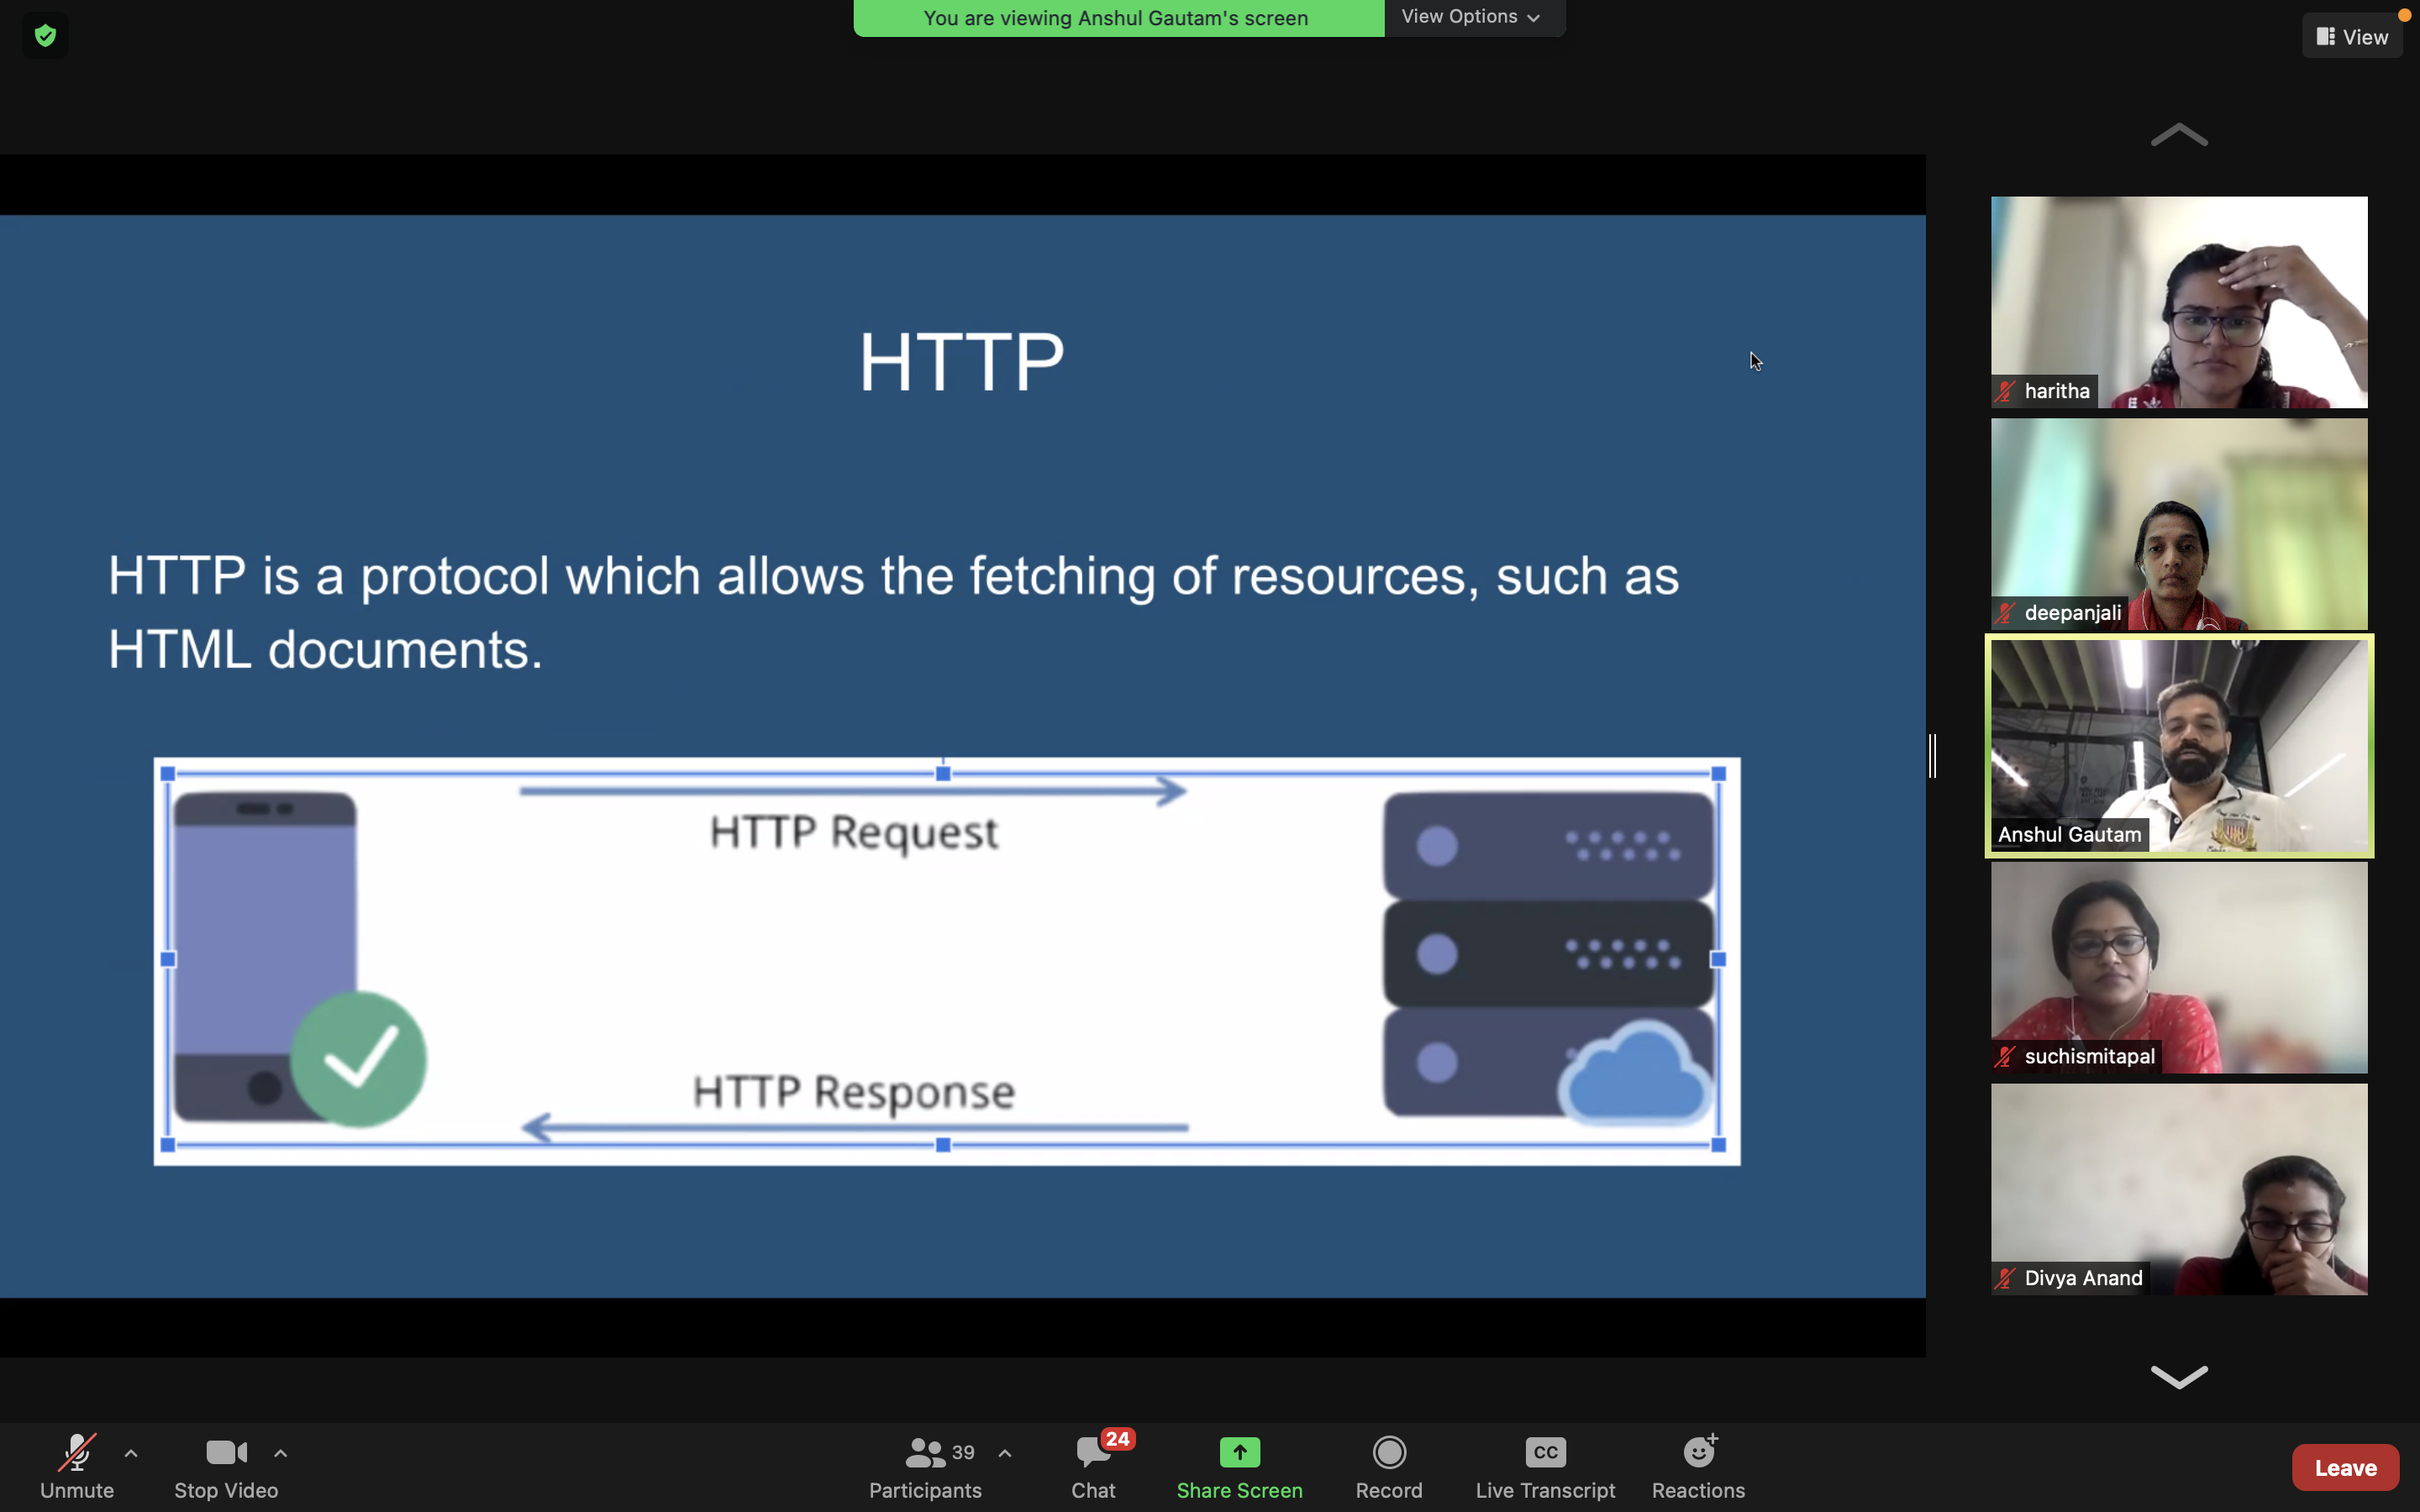 You are viewing Anshul Gautam's screen
View Options
View
HTTP
HTTP is a protocol which allows the fetching of resources, such as
HTML documents.
HTTP Request
HTTP Response
haritha
deepanjali
Anshul Gautam
suchismitapal
Divya Anand
Unmute
Stop Video
39
Participants
24
Chat
Share Screen
Record
CC
Live Transcript
Reactions
Leave